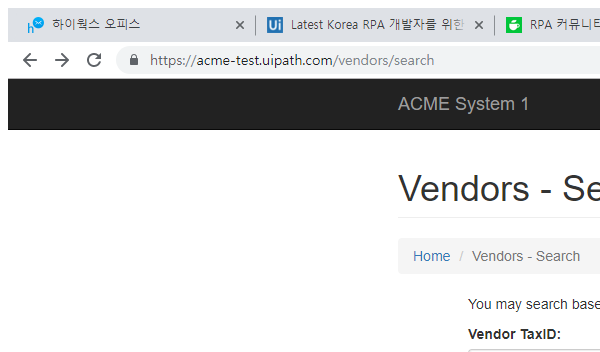 하이웍스 오피스
Latest Korea RPA 개발자를 위한
RPA 커뮤니티
https://acme-test.uipath.com/vendors/search
ACME System 1
Vendors - Se
Home / Vendors - Search
You may search base
Vendor TaxID: